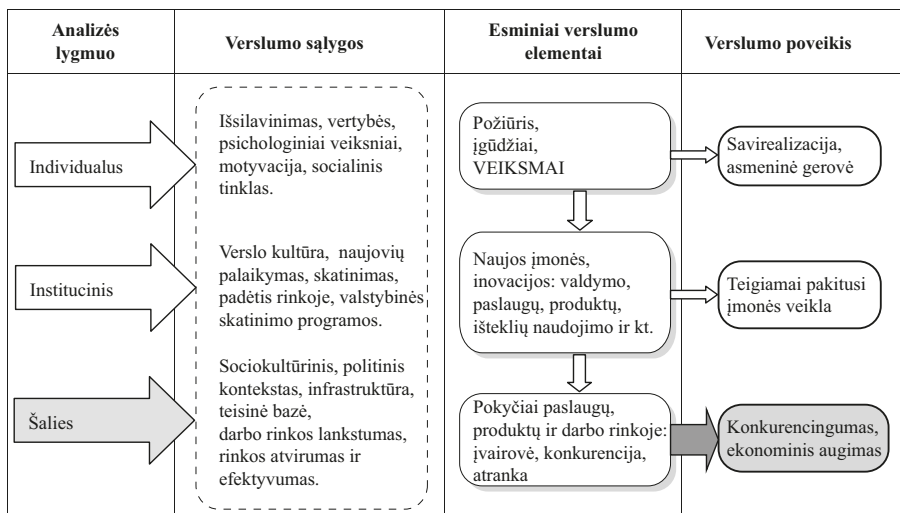 Analizės
lygmuo
Verslumo sąlygos
Esminiai verslumo
elementai
Verslumo poveikis
Individualus
Išsilavinimas, vertybės,
psichologiniai veiksniai,
motyvacija, socialinis
tinklas.
Požiūris,
įgūdžiai,
VEIKSMAI
Savirealizacija,
asmeninė gerovė
Institucinis
Verslo kultūra, naujovių
palaikymas, skatinimas,
padėtis rinkoje, valstybinės
skatinimo programos.
Naujos įmonės,
inovacijos: valdymo,
paslaugų, produktų,
išteklių naudojimo ir kt.
Teigiamai pakitusi
įmonės veikla
Šalies
Sociokultūrinis, politinis
kontekstas, infrastruktūra,
teisinė bazė,
darbo rinkos lankstumas,
rinkos atvirumas ir
efektyvumas.
Pokyčiai paslaugų,
produktų ir darbo rinkoje:
įvairovė, konkurencija,
atranka
Konkurencingumas,
ekonominis augimas